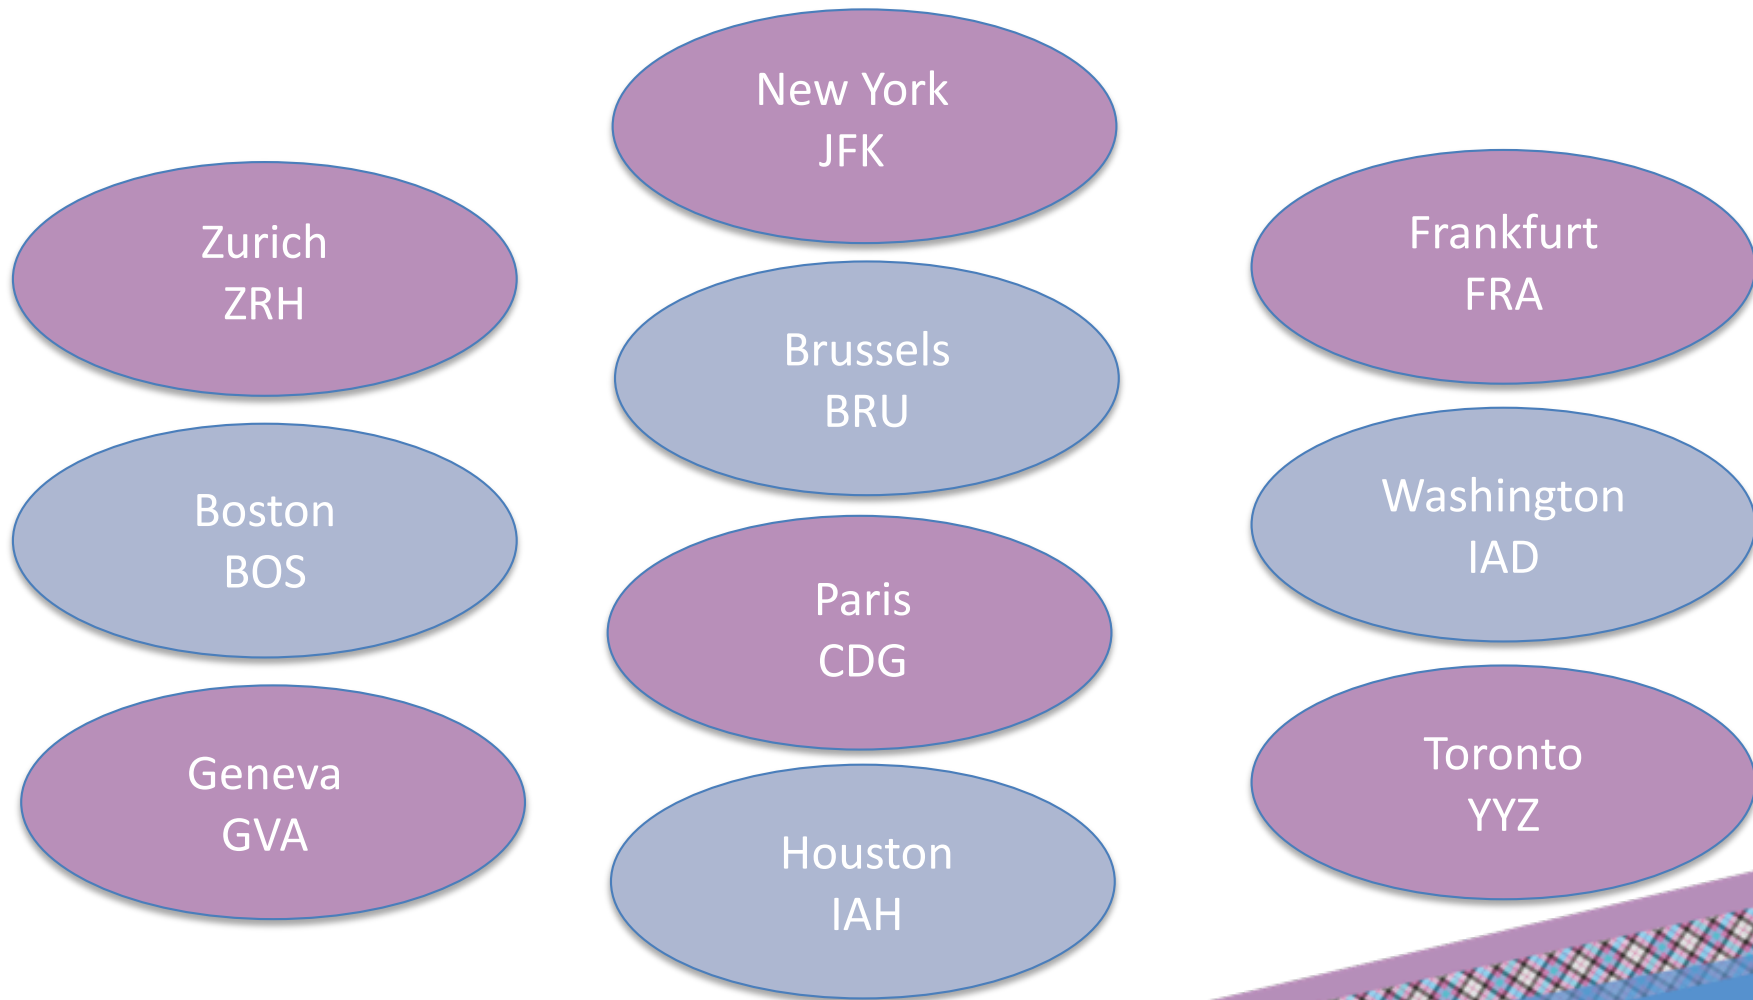 New York
JFK
Zurich
ZRH
Frankfurt
FRA
Brussels
BRU
Boston
BOS
Washington
IAD
Paris
CDG
Geneva
GVA
Toronto
YYZ
Houston
IAH